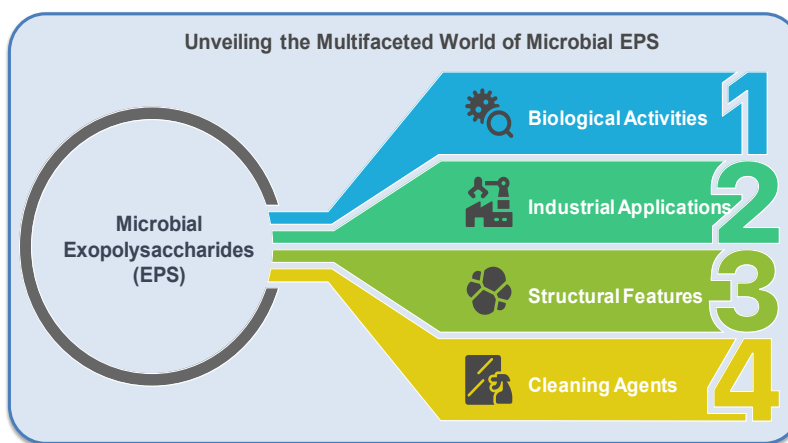 Unveiling the Multifaceted World of Microbial EPS
Microbial
Exopolysaccharides
(EPS)
Biological Activities
1
Industrial Applications
2
Structural Features
3
Cleaning Agents
4